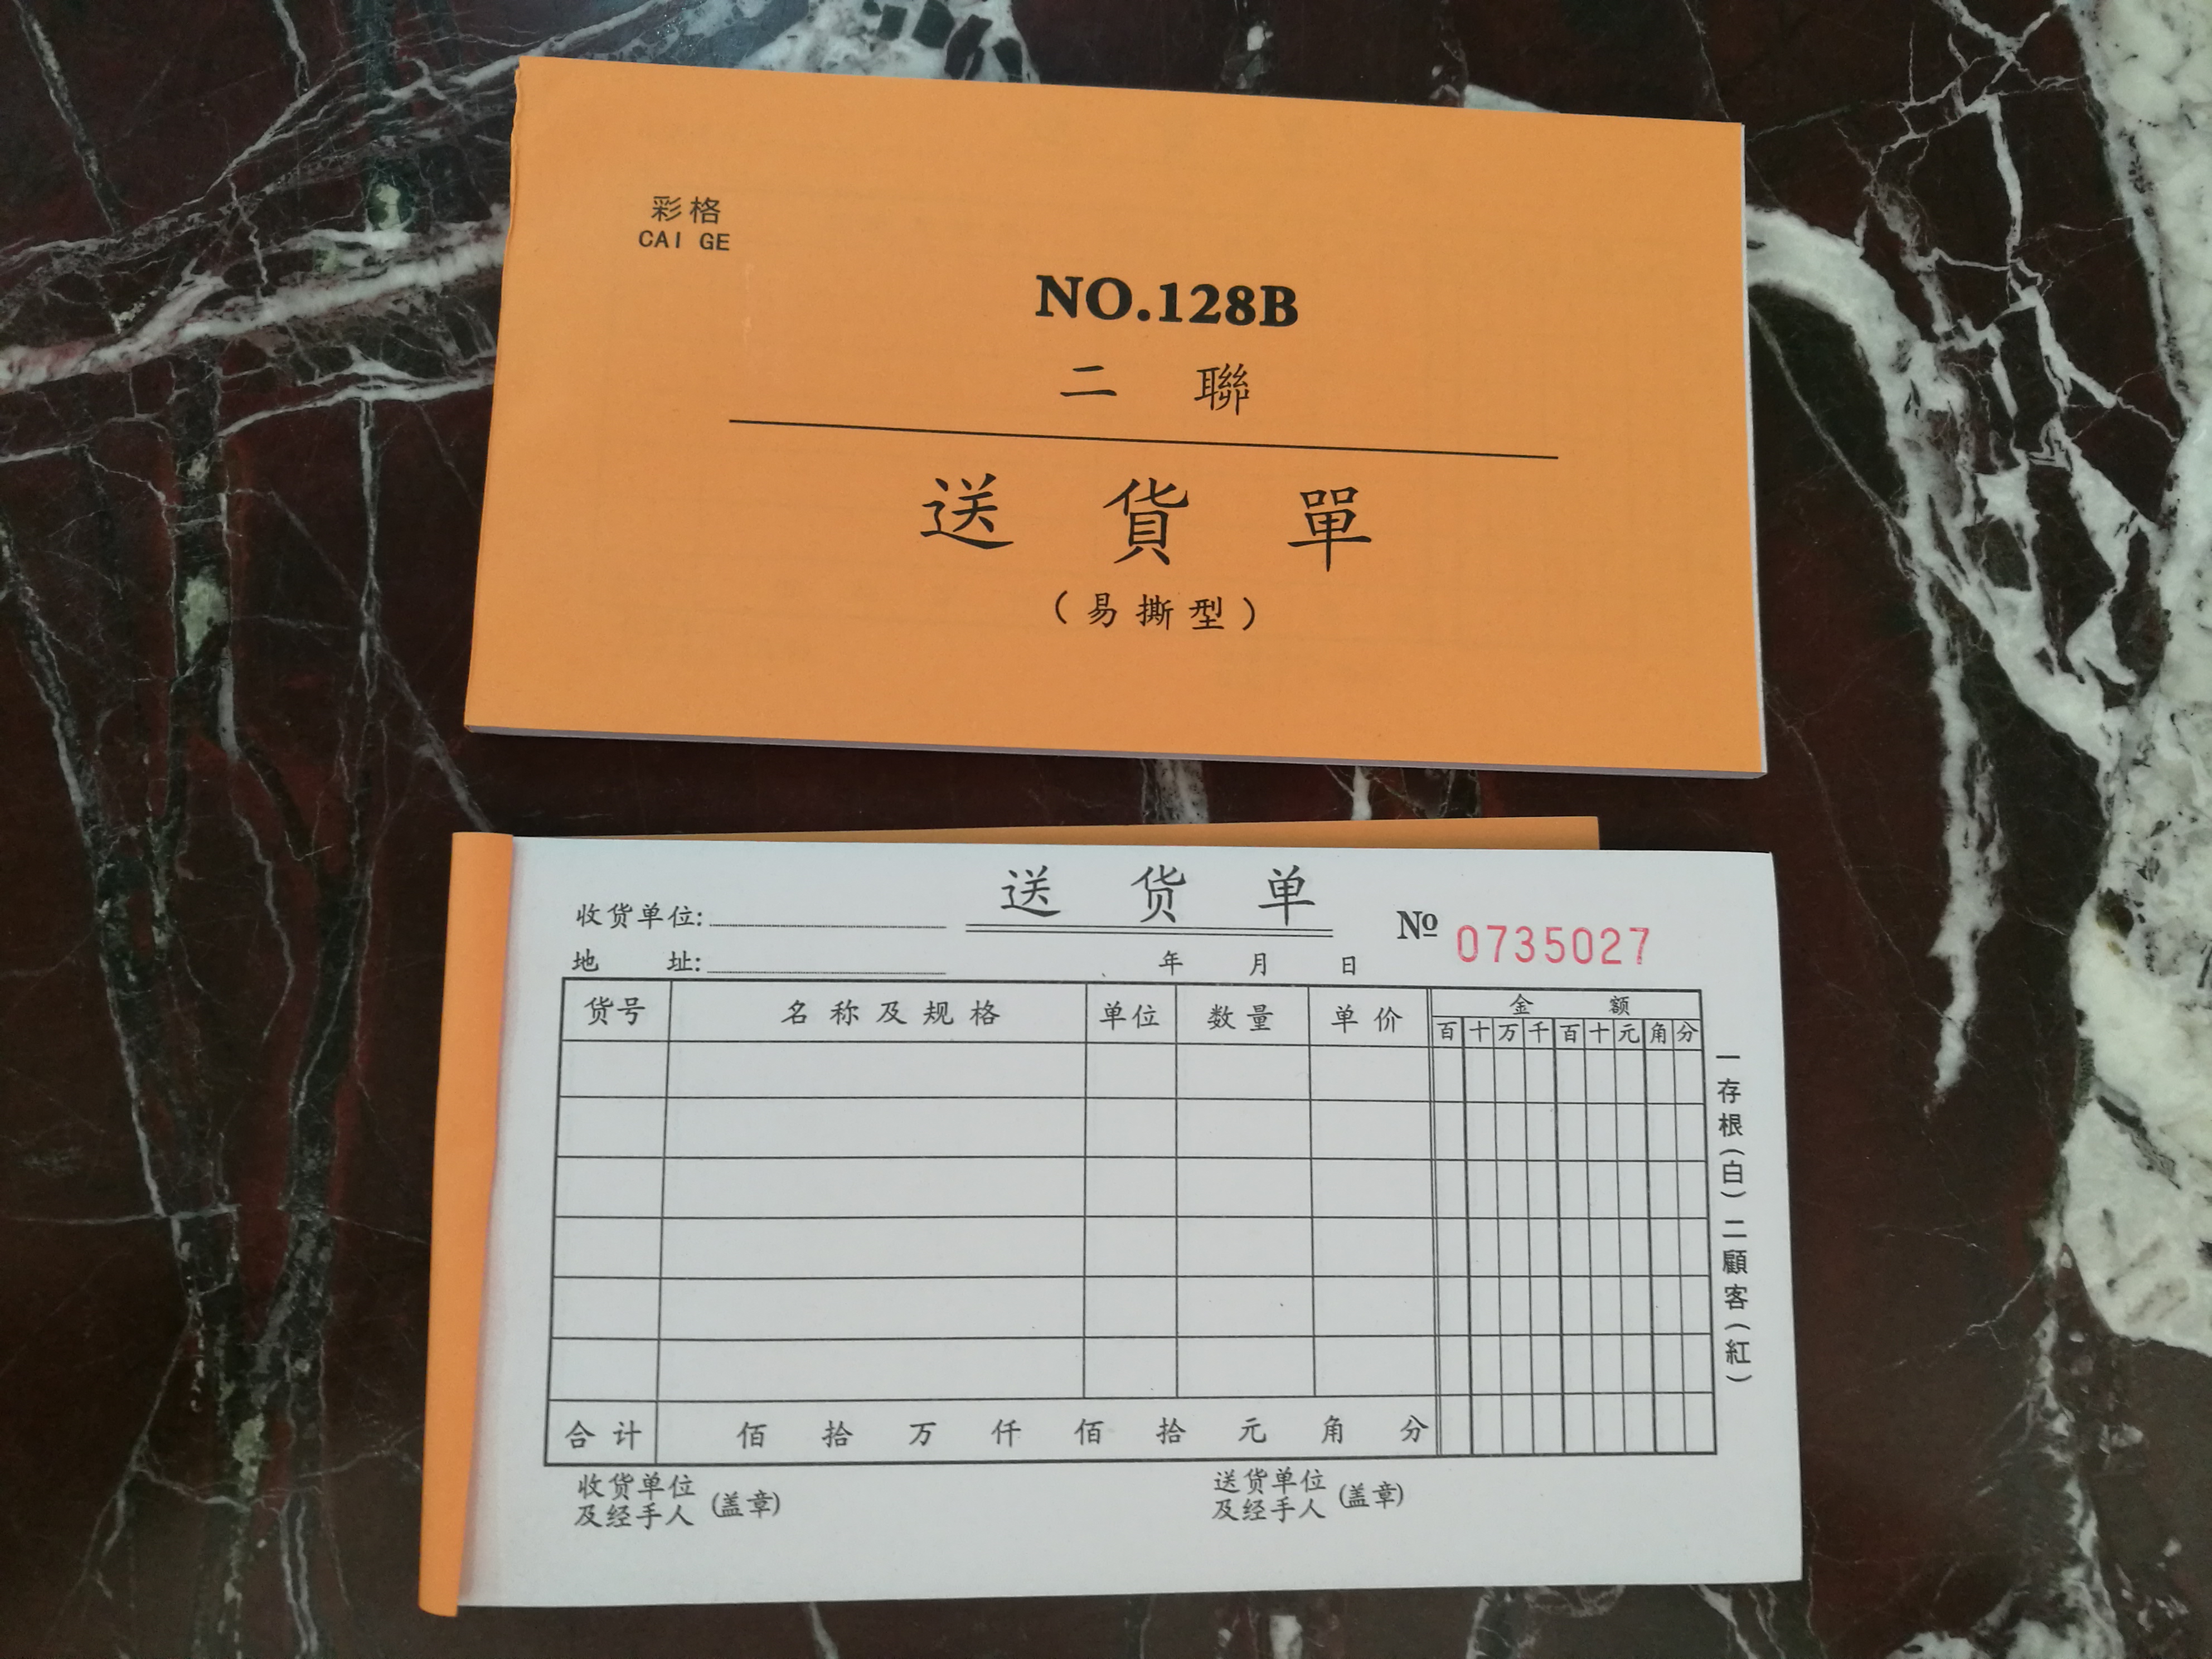 彩格
CAI GE
NO.128B
二 聯
送 貨 單
（易撕型）
送 货 单
收货单位:
№ 0735027
地 址:
年 月 日
货号 名称及规格 单位 数量 单价 金 额
百 十 万 千 百 十 元 角 分
合计 佰 拾 万 仟 佰 拾 元 角 分
收货单位
及经手人 (盖章)
送货单位
及经手人 (盖章)
一存根(白)二顧客(紅)